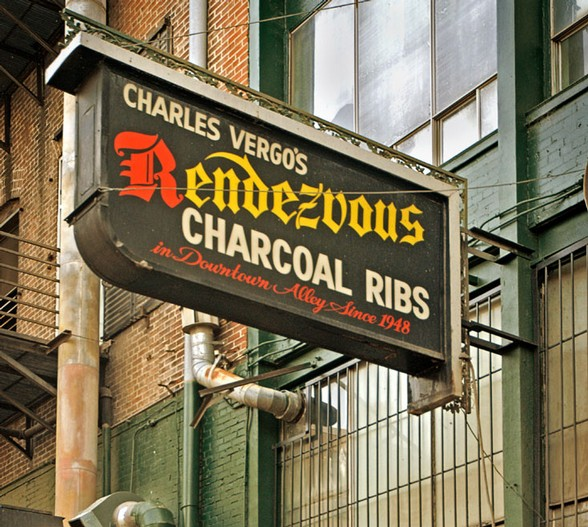 CHARLES VERGO'S
Rendezvous
CHARCOAL RIBS
in Downtown Alley Since 1948